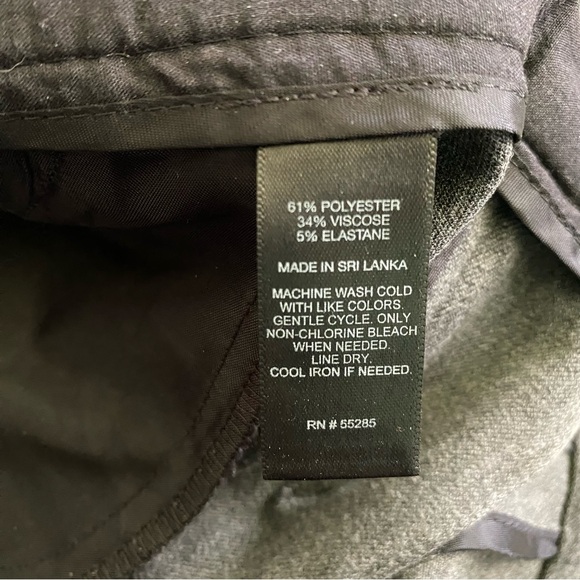 61% POLYESTER
34% VISCOSE
5% ELASTANE
MADE IN SRI LANKA
MACHINE WASH COLD
WITH LIKE COLORS.
GENTLE CYCLE. ONLY
NON-CHLORINE BLEACH
WHEN NEEDED.
LINE DRY.
COOL IRON IF NEEDED.
RN # 55285